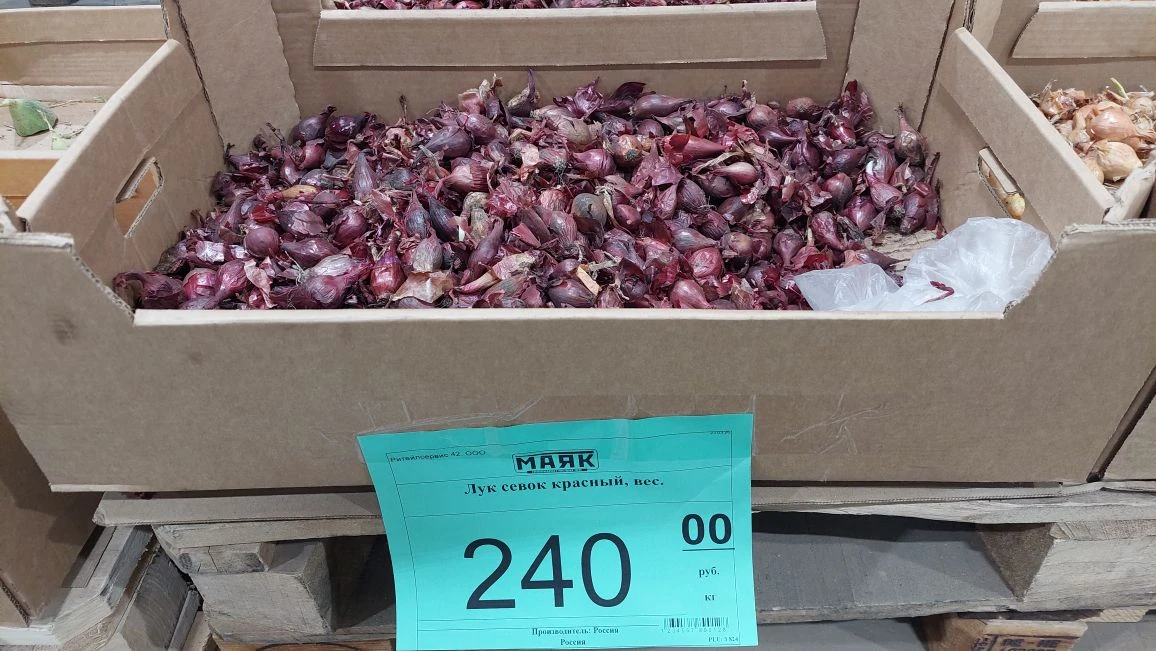 Ритейлсервис 42, ООО
МАЯК
Лук севок красный, вес.
240
00
руб.
кг
Производитель: Россия
Россия